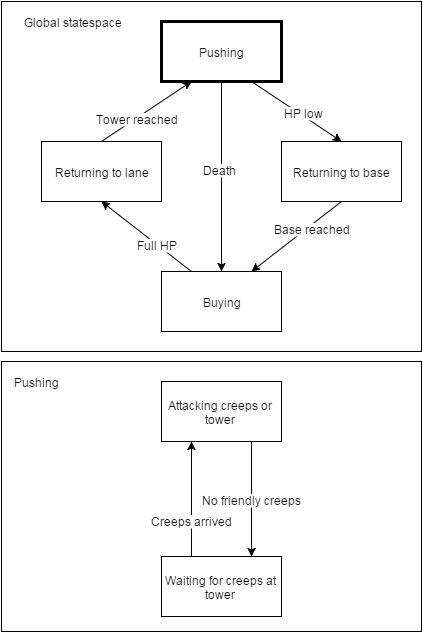 Global statespace
Pushing
Tower reached
HP low
Returning to lane
Death
Returning to base
Full HP
Base reached
Buying
Pushing
Attacking creeps or
tower
No friendly creeps
Creeps arrived
Waiting for creeps at
tower